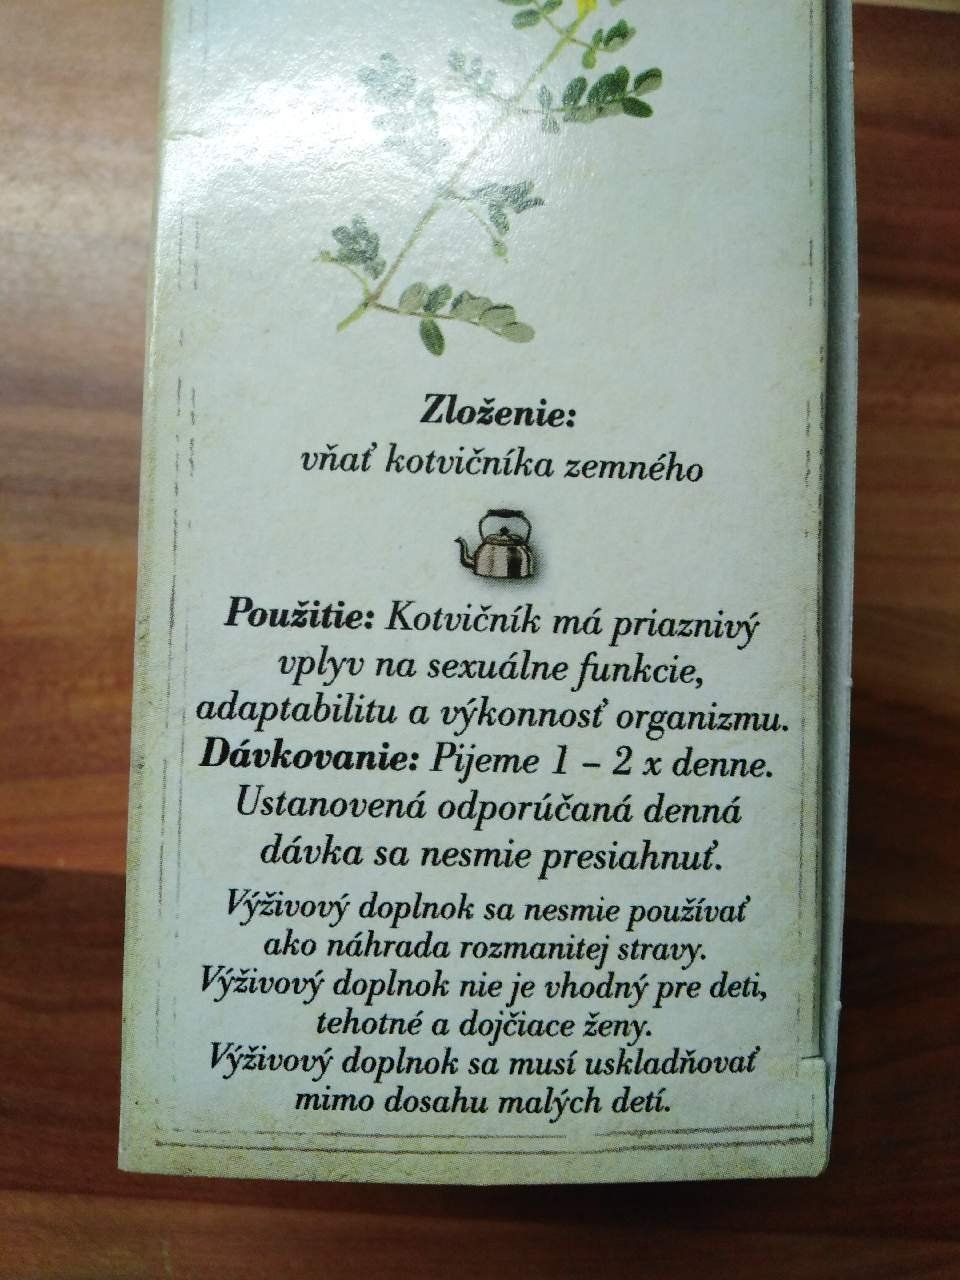 Zloženie:
vňať kotvičníka zemného
Použitie: Kotvičník má priaznivý
vplyv na sexuálne funkcie,
adaptabilitu a výkonnosť organizmu.
Dávkovanie: Pijeme 1 – 2 x denne.
Ustanovená odporúčaná denná
dávka sa nesmie presiahnuť.
Výživový doplnok sa nesmie používať
ako náhrada rozmanitej stravy.
Výživový doplnok nie je vhodný pre deti,
tehotné a dojčiace ženy.
Výživový doplnok sa musí uskladňovať
mimo dosahu malých detí.